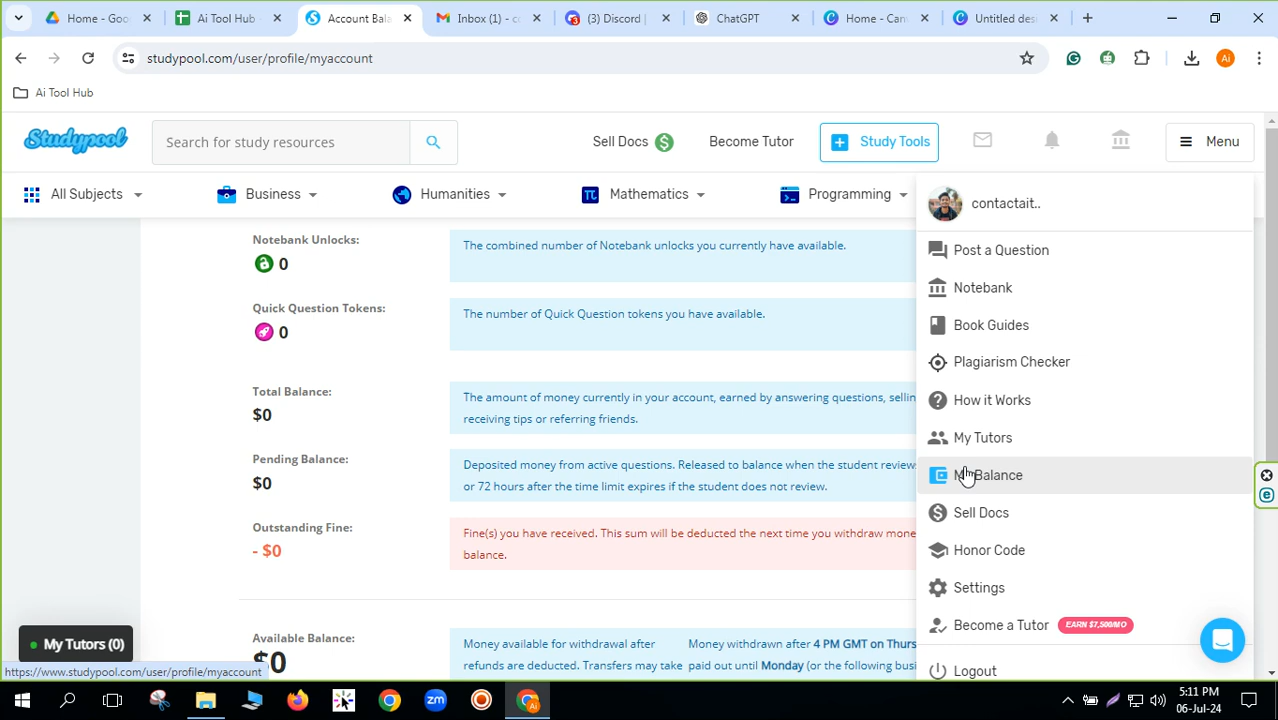 Home - Goo
Ai Tool Hub
Account Bala
Inbox (1) - c
(3) Discord |
ChatGPT
Home - Can
Untitled des
studypool.com/user/profile/myaccount
Ai
Ai Tool Hub
Studypool
Search for study resources
Sell Docs
Become Tutor
Study Tools
Menu
All Subjects
Business
Humanities
Mathematics
Programming
contactait..
Notebank Unlocks:
0
The combined number of Notebank unlocks you currently have available.
Quick Question Tokens:
0
The number of Quick Question tokens you have available.
Total Balance:
$0
The amount of money currently in your account, earned by answering questions, sellin
receiving tips or referring friends.
Pending Balance:
$0
Deposited money from active questions. Released to balance when the student review
or 72 hours after the time limit expires if the student does not review.
Outstanding Fine:
- $0
Fine(s) you have received. This sum will be deducted the next time you withdraw mone
balance.
Available Balance:
$0
Money available for withdrawal after
refunds are deducted. Transfers may take
Money withdrawn after 4 PM GMT on Thurs
paid out until Monday (or the following busi
Post a Question
Notebank
Book Guides
Plagiarism Checker
How it Works
My Tutors
Balance
Sell Docs
Honor Code
Settings
Become a Tutor
EARN $7,500/MO
Logout
My Tutors (0)
https://www.studypool.com/user/profile/myaccount
zm
Ai
5:11 PM
06-Jul-24